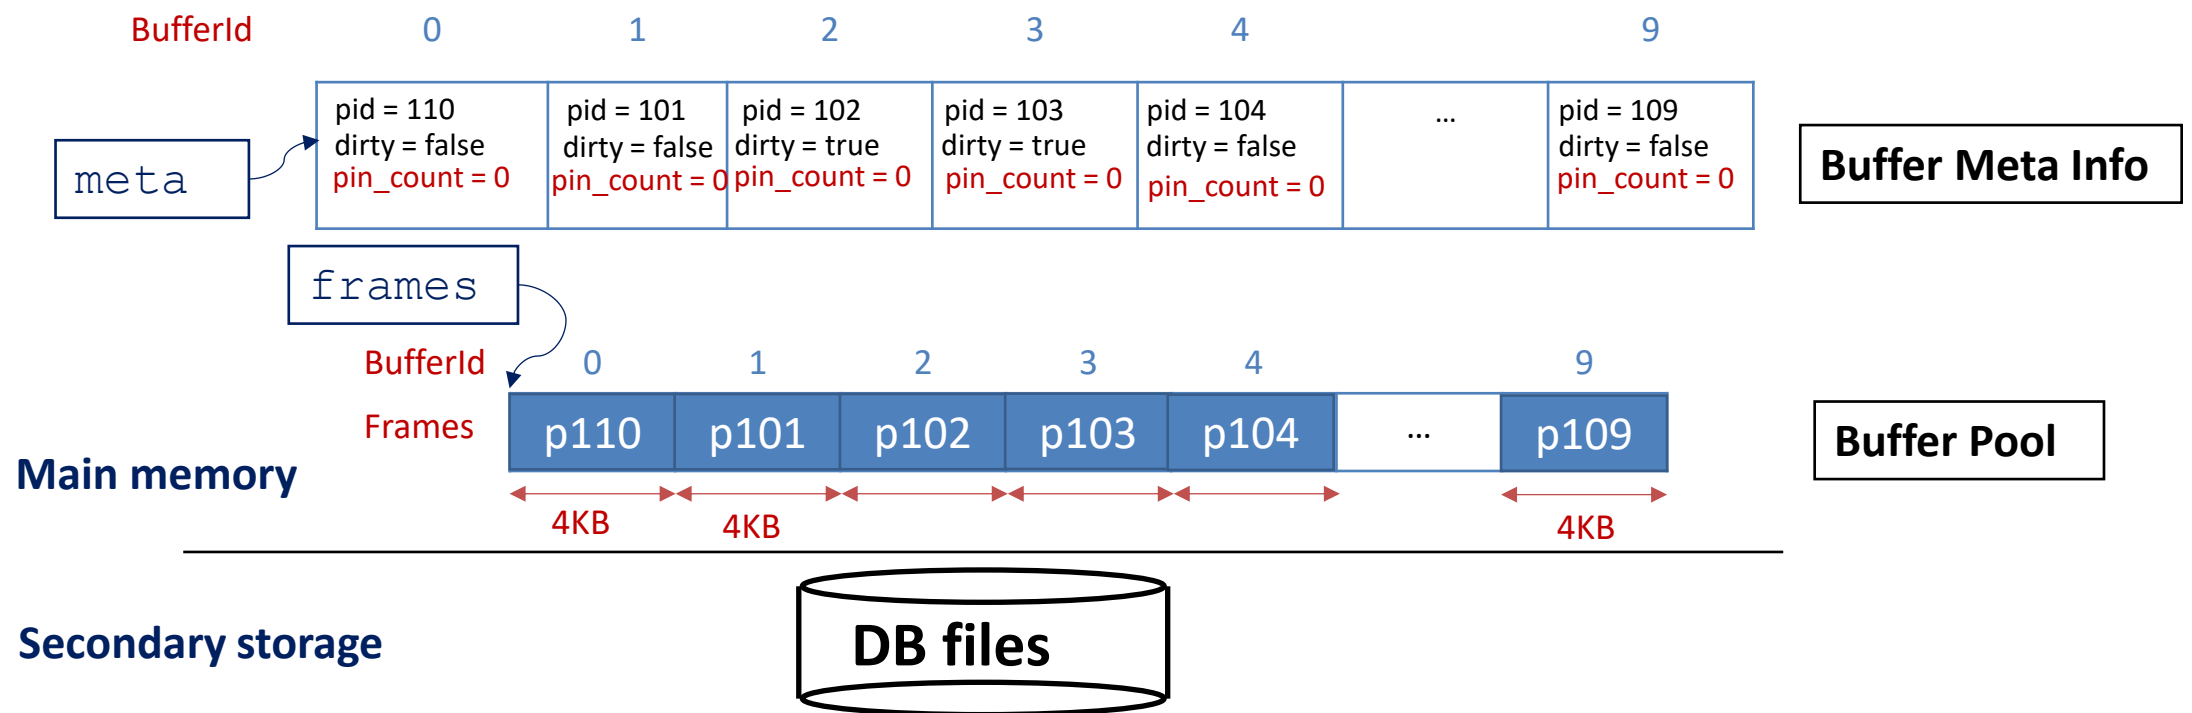 BufferId 0 1 2 3 4 9
pid = 110 pid = 101 pid = 102 pid = 103 pid = 104 ... pid = 109
dirty = false dirty = false dirty = true dirty = true dirty = false dirty = false
pin_count = 0 pin_count = 0 pin_count = 0 pin_count = 0 pin_count = 0 pin_count = 0
meta
Buffer Meta Info
frames
BufferId 0 1 2 3 4 9
Frames p110 p101 p102 p103 p104 ... p109
Buffer Pool
Main memory
4KB 4KB 4KB
DB files
Secondary storage